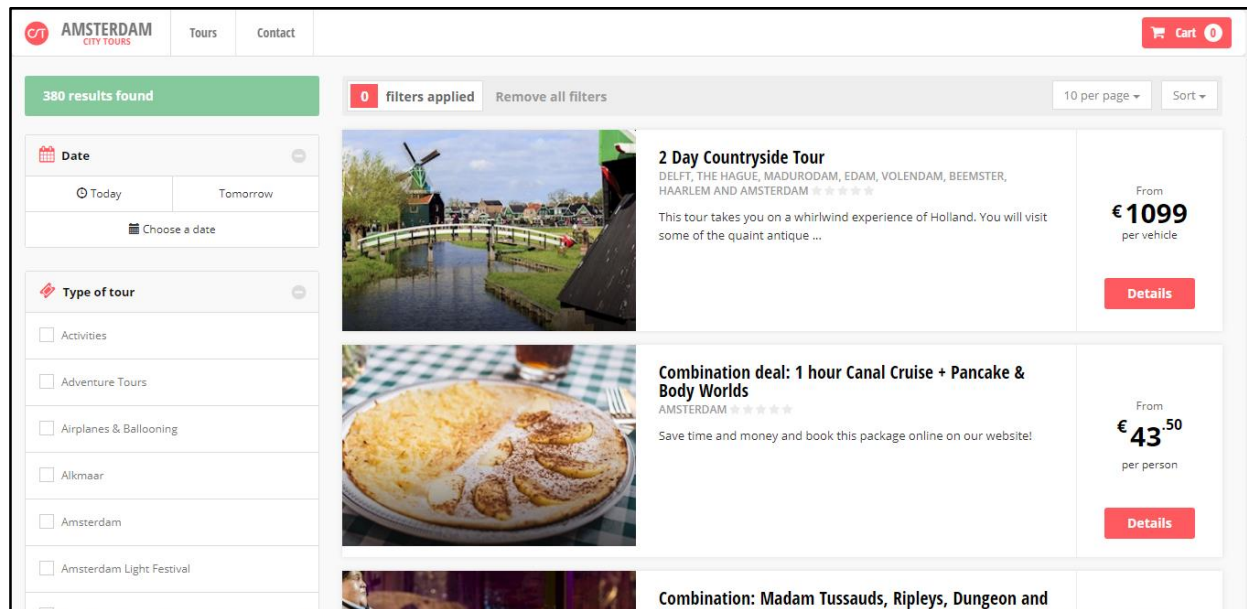 CT AMSTERDAM CITY TOURS Tours Contact Cart 0
380 results found
0 filters applied Remove all filters 10 per page Sort
Date
Today Tomorrow
Choose a date
Type of tour
Activities
Adventure Tours
Airplanes & Ballooning
Alkmaar
Amsterdam
Amsterdam Light Festival
2 Day Countryside Tour
DELFT, THE HAGUE, MADURODAM, EDAM, VOLENDAM, BEEMSTER,
HAARLEM AND AMSTERDAM
This tour takes you on a whirlwind experience of Holland. You will visit
some of the quaint antique ...
From
€1099
per vehicle
Details
Combination deal: 1 hour Canal Cruise + Pancake &
Body Worlds
AMSTERDAM
Save time and money and book this package online on our website!
From
€43.50
per person
Details
Combination: Madam Tussauds, Ripleys, Dungeon and